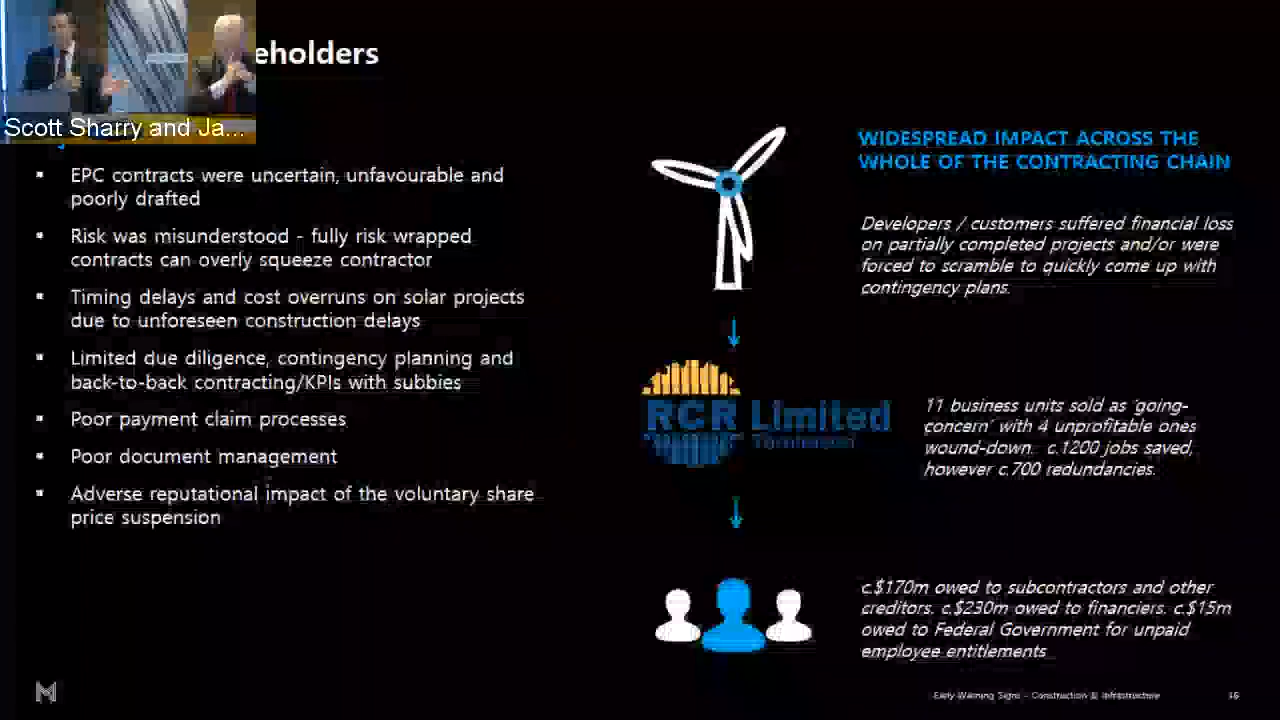 eholders
Scott Sharry and Ja...
▪ EPC contracts were uncertain, unfavourable and
poorly drafted
▪ Risk was misunderstood - fully risk wrapped
contracts can overly squeeze contractor
▪ Timing delays and cost overruns on solar projects
due to unforeseen construction delays
▪ Limited due diligence, contingency planning and
back-to-back contracting/KPIs with subbies
▪ Poor payment claim processes
▪ Poor document management
▪ Adverse reputational impact of the voluntary share
price suspension
WIDESPREAD IMPACT ACROSS THE
WHOLE OF THE CONTRACTING CHAIN
Developers / customers suffered financial loss
on partially completed projects and/or were
forced to scramble to quickly come up with
contingency plans.
RCR Limited
11 business units sold as 'going-
concern' with 4 unprofitable ones
wound-down. c.1200 jobs saved,
however c.700 redundancies.
c.$170m owed to subcontractors and other
creditors. c.$230m owed to financiers. c.$15m
owed to Federal Government for unpaid
employee entitlements
M
Early Warning Signs - Construction & Infrastructure